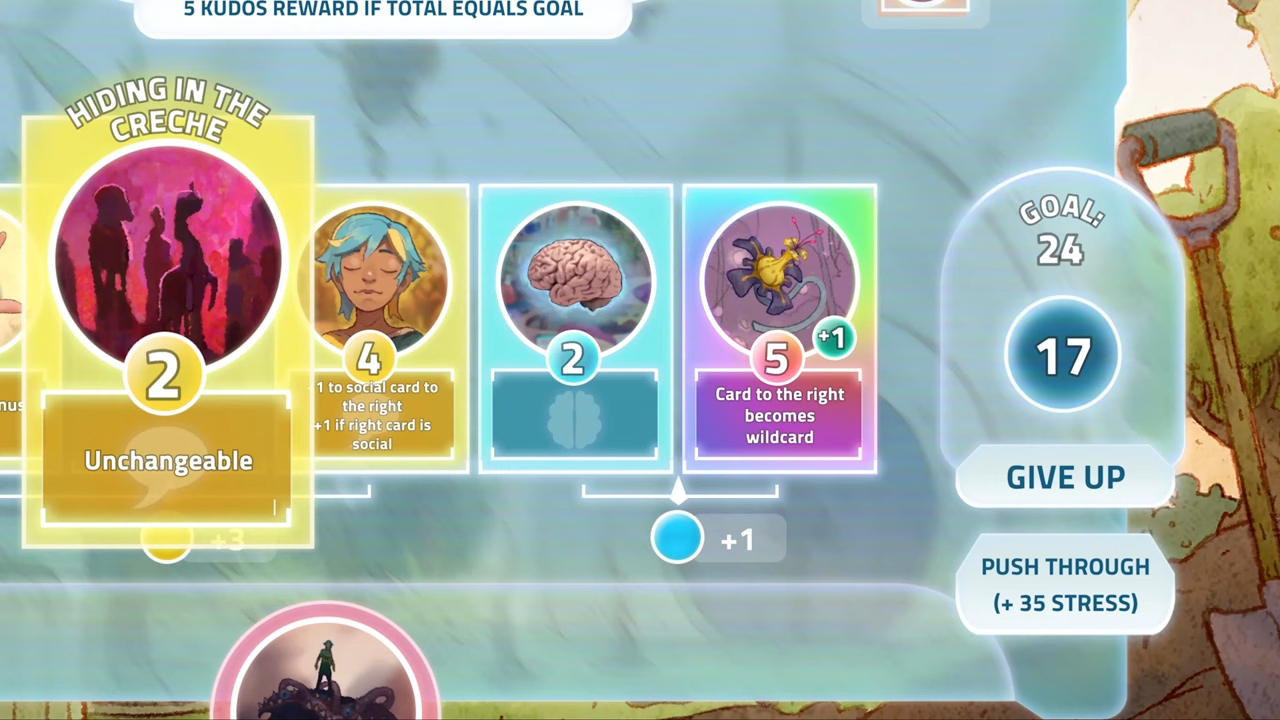 5 KUDOS REWARD IF TOTAL EQUALS GOAL
HIDING IN THE
CRECHE
2
Unchangeable
+3
4
1 to social card to
the right
+1 if right card is
social
2
+1
5
Card to the right
becomes
wildcard
+1
GOAL:
24
17
GIVE UP
PUSH THROUGH
(+ 35 STRESS)